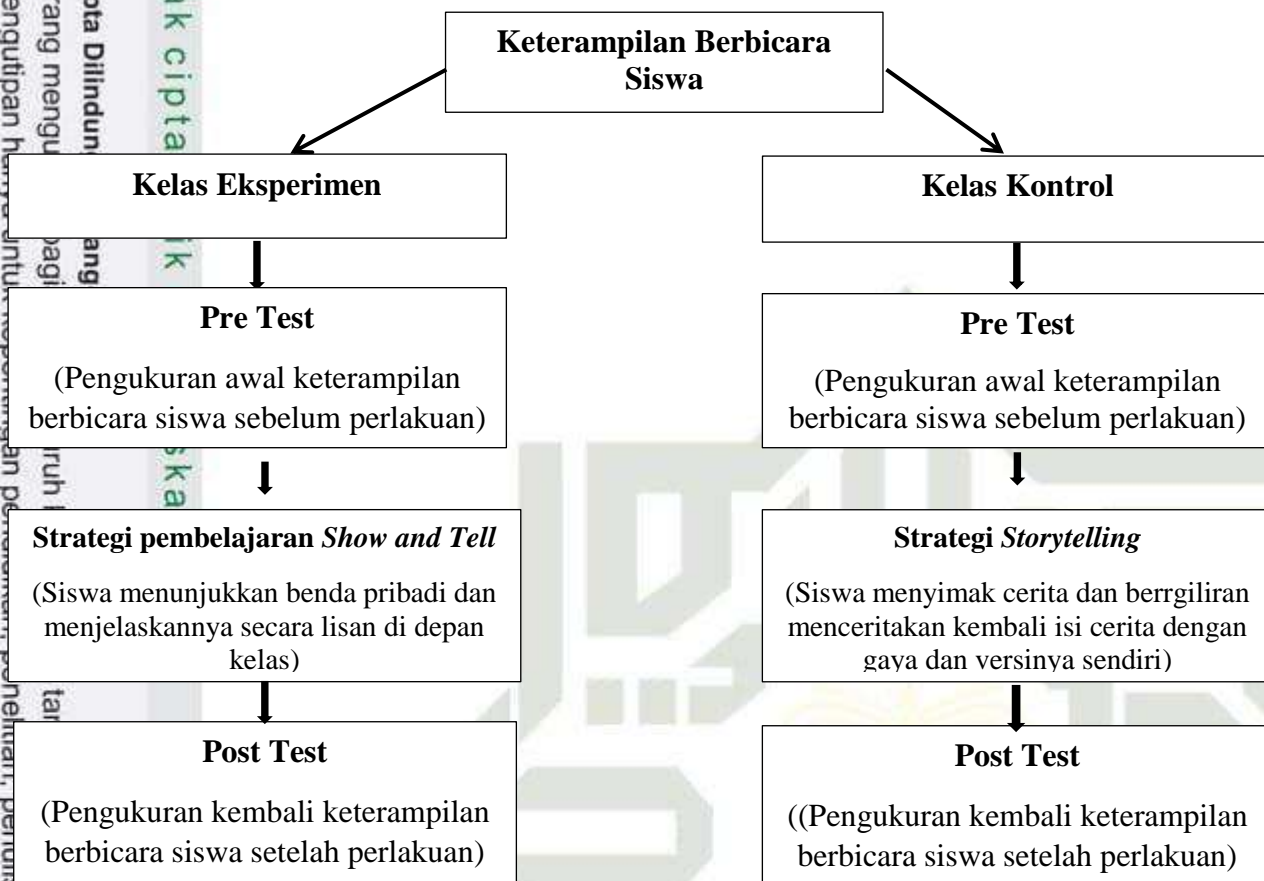 Keterampilan Berbicara
Siswa
Kelas Eksperimen
Kelas Kontrol
Pre Test
(Pengukuran awal keterampilan
berbicara siswa sebelum perlakuan)
Pre Test
(Pengukuran awal keterampilan
berbicara siswa sebelum perlakuan)
Strategi pembelajaran Show and Tell
(Siswa menunjukkan benda pribadi dan
menjelaskannya secara lisan di depan
kelas)
Strategi Storytelling
(Siswa menyimak cerita dan berrgiliran
menceritakan kembali isi cerita dengan
gaya dan versinya sendiri)
Post Test
(Pengukuran kembali keterampilan
berbicara siswa setelah perlakuan)
Post Test
((Pengukuran kembali keterampilan
berbicara siswa setelah perlakuan)
cipta